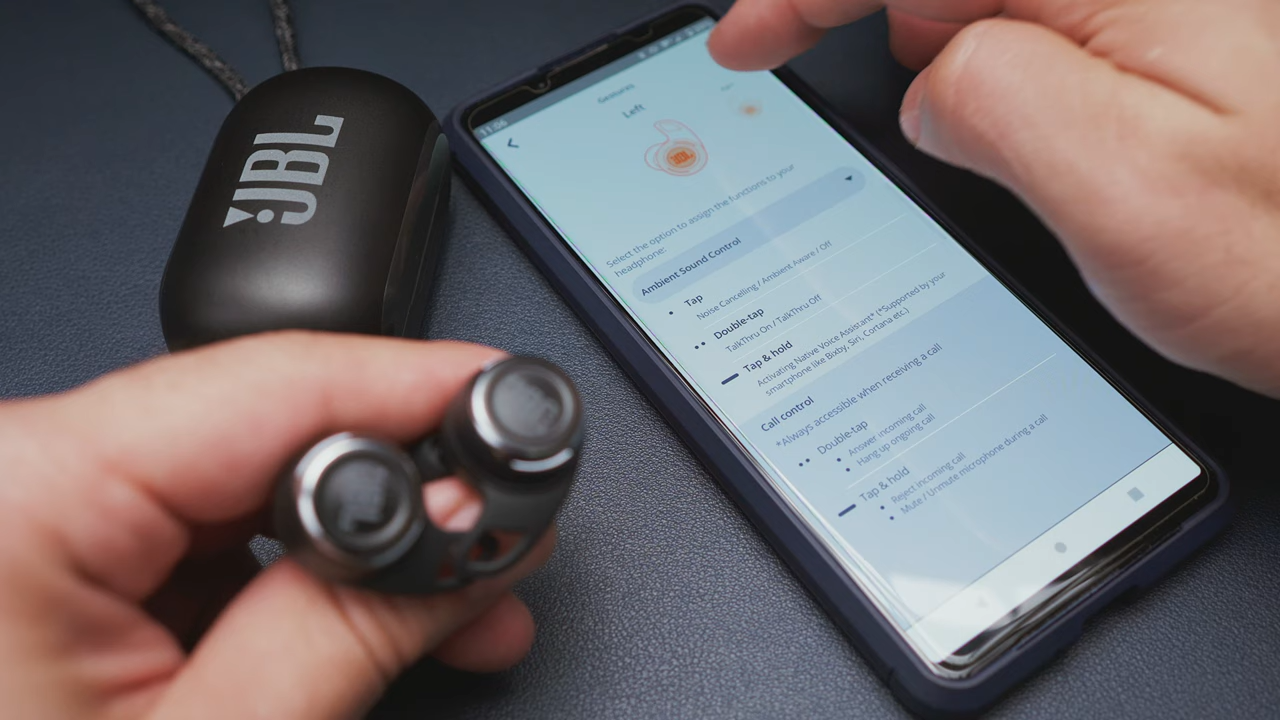 JBL
Gestures
Left
JBL
Select the option to assign the functions to your
headphone:
Ambient Sound Control
Tap
Noise Cancelling / Ambient Aware / Off
Double-tap
TalkThru On / TalkThru Off
Tap & hold
Activating Native Voice Assistant* (*Supported by your
smartphone like Bixby, Siri, Cortana etc.)
Call control
*Always accessible when receiving a call
Double-tap
Answer incoming call
Hang up ongoing call
Tap & hold
Reject incoming call
Mute / Unmute microphone during a call